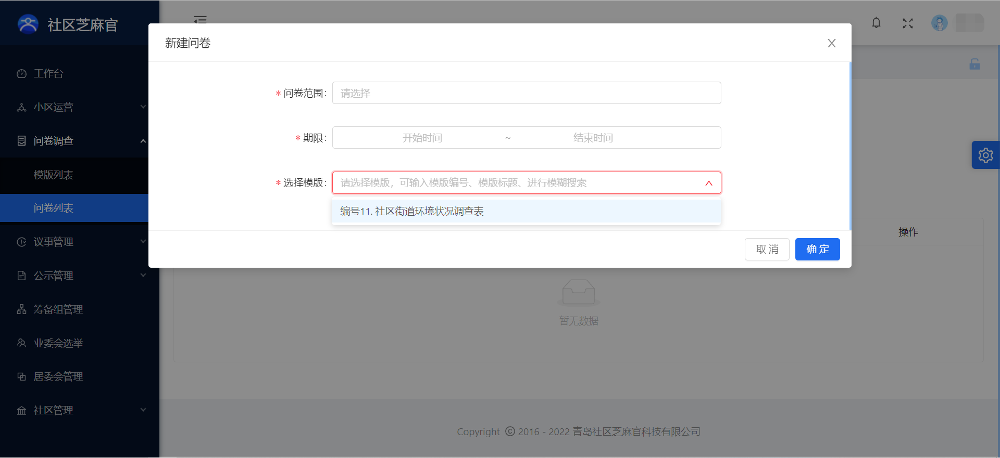 社区芝麻官
工作台
小区运营
问卷调查
模版列表
问卷列表
议事管理
公示管理
筹备组管理
业委会选举
居委会管理
社区管理
新建问卷
* 问卷范围: 请选择
* 期限: 开始时间 ~ 结束时间
* 选择模版: 请选择模版，可输入模版编号、模版标题、进行模糊搜索
编号11. 社区街道环境状况调查表
取 消 确 定
操作
暂无数据
Copyright © 2016 - 2022 青岛社区芝麻官科技有限公司